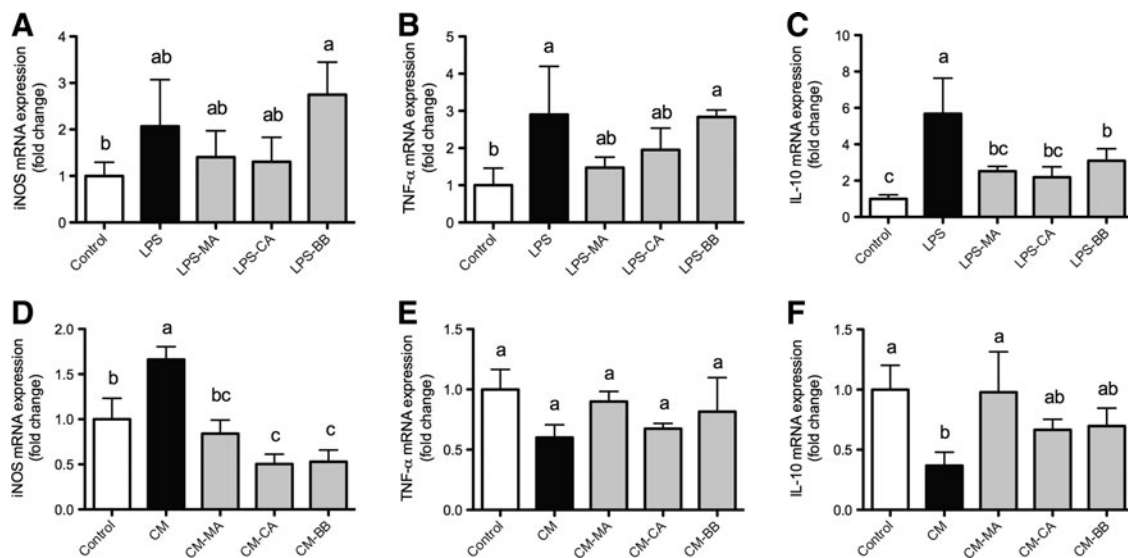 A
iNOS mRNA expression
(fold change)
4
3
2
1
0
b
ab
ab
ab
a
Control
LPS
LPS-MA
LPS-CA
LPS-BB
B
TNF-α mRNA expression
(fold change)
5
4
3
2
1
0
b
a
ab
ab
a
Control
LPS
LPS-MA
LPS-CA
LPS-BB
C
IL-10 mRNA expression
(fold change)
10
8
6
4
2
0
c
a
bc
bc
b
Control
LPS
LPS-MA
LPS-CA
LPS-BB
D
iNOS mRNA expression
(fold change)
2.0
1.5
1.0
0.5
0.0
b
a
bc
c
c
Control
CM
CM-MA
CM-CA
CM-BB
E
TNF-α mRNA expression
(fold change)
1.5
1.0
0.5
0.0
a
a
a
a
a
Control
CM
CM-MA
CM-CA
CM-BB
F
IL-10 mRNA expression
(fold change)
1.5
1.0
0.5
0.0
a
b
a
ab
ab
Control
CM
CM-MA
CM-CA
CM-BB